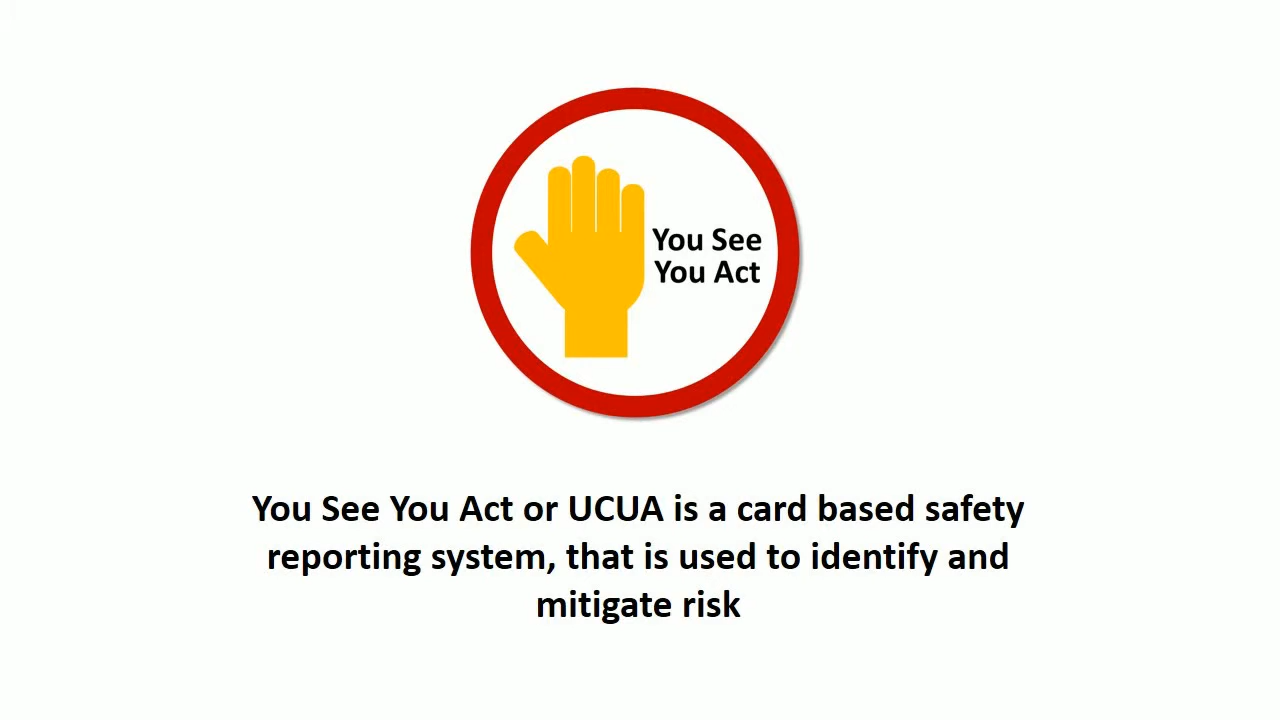 You See
You Act
You See You Act or UCUA is a card based safety
reporting system, that is used to identify and
mitigate risk